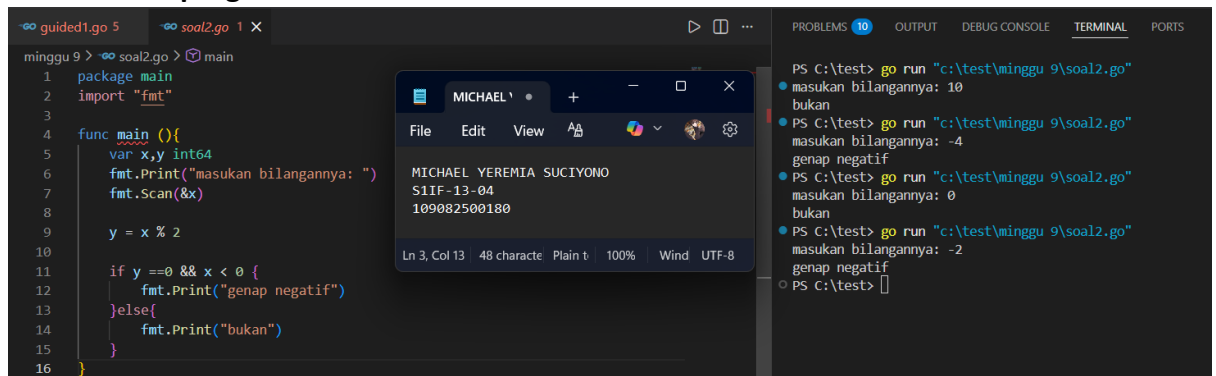 guided1.go 5 soal2.go 1 X
minggu 9 > soal2.go > main
1 package main
2 import "fmt"
3
4 func main (){
5 var x,y int64
6 fmt.Print("masukan bilangannya: ")
7 fmt.Scan(&x)
8
9 y = x % 2
10
11 if y ==0 && x < 0 {
12 fmt.Print("genap negatif")
13 }else{
14 fmt.Print("bukan")
15 }
16 }
MICHAEL
File Edit View
MICHAEL YEREMIA SUCIYONO
S1IF-13-04
109082500180
Ln 3, Col 13 48 characte Plain t 100% Wind UTF-8
PROBLEMS 10 OUTPUT DEBUG CONSOLE TERMINAL PORTS
PS C:\test> go run "c:\test\minggu 9\soal2.go"
masukan bilangannya: 10
bukan
PS C:\test> go run "c:\test\minggu 9\soal2.go"
masukan bilangannya: -4
genap negatif
PS C:\test> go run "c:\test\minggu 9\soal2.go"
masukan bilangannya: 0
bukan
PS C:\test> go run "c:\test\minggu 9\soal2.go"
masukan bilangannya: -2
genap negatif
PS C:\test>